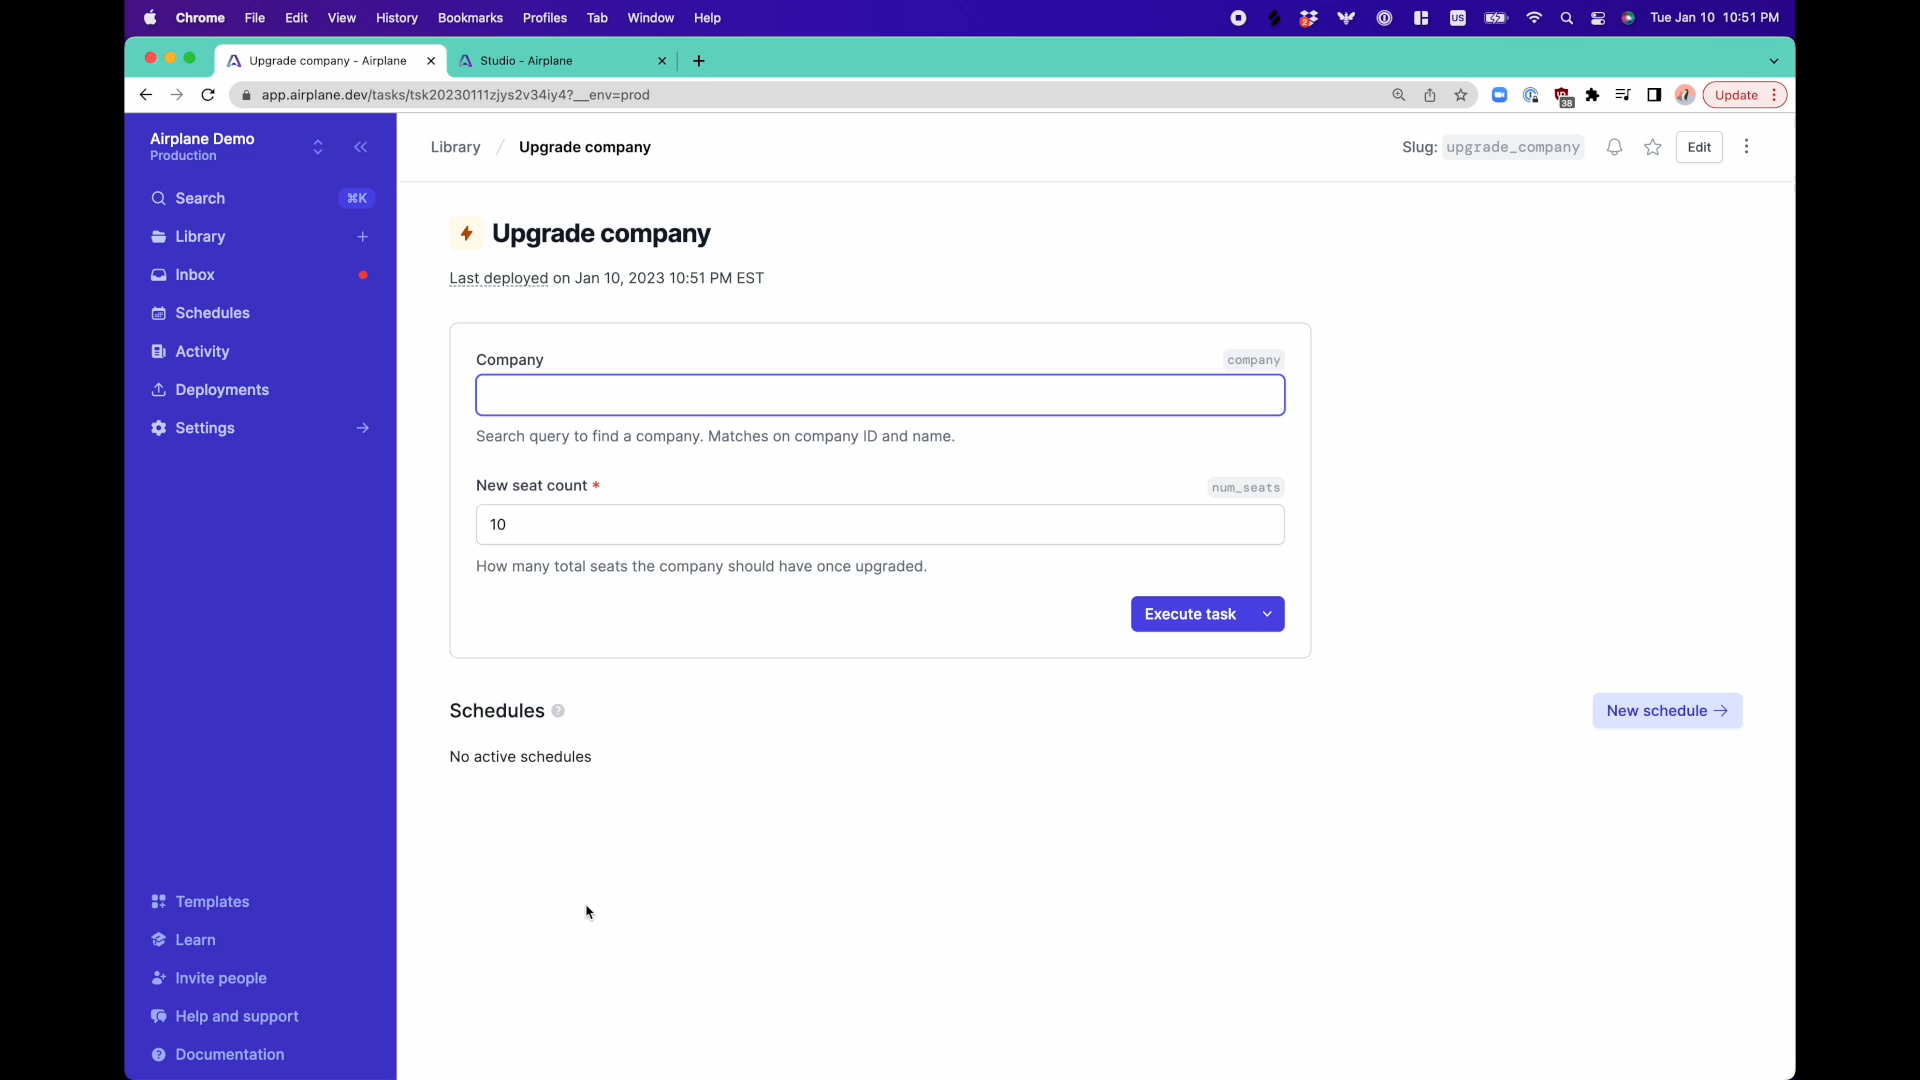 Chrome File Edit View History Bookmarks Profiles Tab Window Help
2 US Tue Jan 10 10:51 PM
Upgrade company - Airplane
Studio - Airplane
app.airplane.dev/tasks/tsk20230111zjys2v34iy4?__env=prod
38
Update
Airplane Demo
Production
Search ⌘K
Library
Inbox
Schedules
Activity
Deployments
Settings
Templates
Learn
Invite people
Help and support
Documentation
Library / Upgrade company
Slug: upgrade_company
Edit
Upgrade company
Last deployed on Jan 10, 2023 10:51 PM EST
Company company
Search query to find a company. Matches on company ID and name.
New seat count * num_seats
10
How many total seats the company should have once upgraded.
Execute task
Schedules ?
New schedule
No active schedules